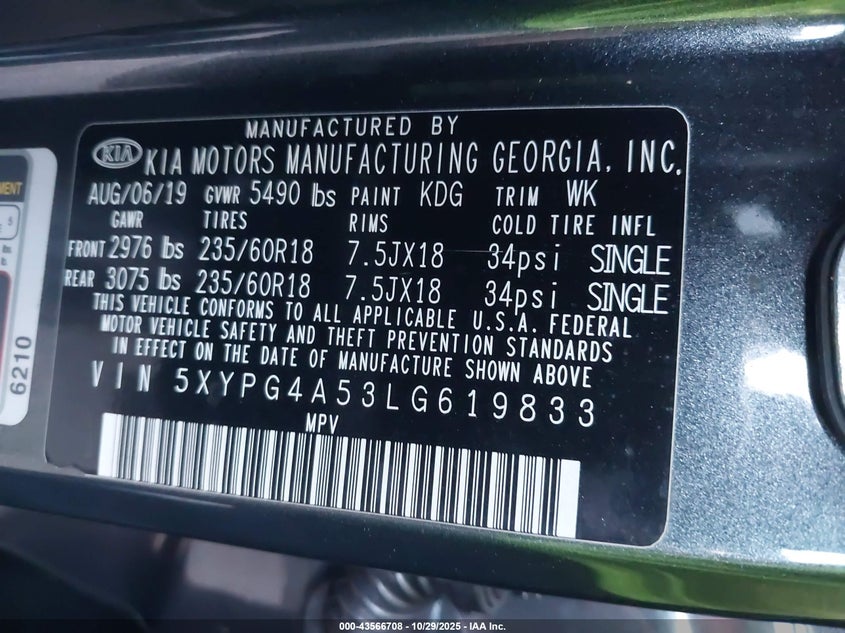 MANUFACTURED BY
KIA KIA MOTORS MANUFACTURING GEORGIA, INC.
AUG/06/19 GVWR 5490 lbs PAINT KDG TRIM WK
GAWR TIRES RIMS COLD TIRE INFL
FRONT 2976 lbs 235/60R18 7.5JX18 34psi SINGLE
REAR 3075 lbs 235/60R18 7.5JX18 34psi SINGLE
THIS VEHICLE CONFORMS TO ALL APPLICABLE U.S.A. FEDERAL
MOTOR VEHICLE SAFETY AND THEFT PREVENTION STANDARDS
IN EFFECT ON THE DATE OF MANUFACTURE SHOWN ABOVE
VIN 5XYPG4A53LG619833
MPV
6210
000-43566708 - 10/29/2025 - IAA Inc.